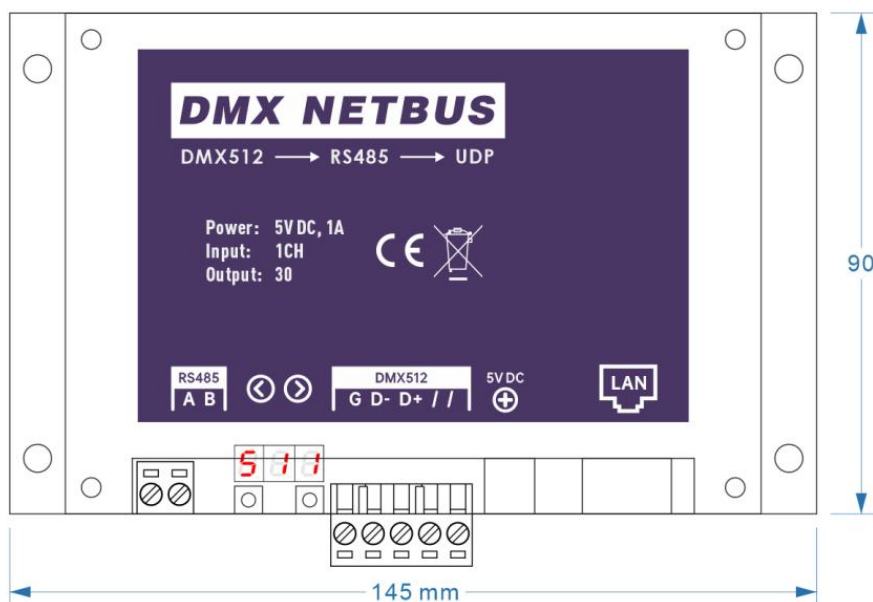 DMX NETBUS
DMX512 → RS485 → UDP
Power: 5V DC, 1A
Input: 1CH
Output: 30
CE
90
RS485
A B
DMX512
G D- D+ / /
5V DC
LAN
511
145 mm